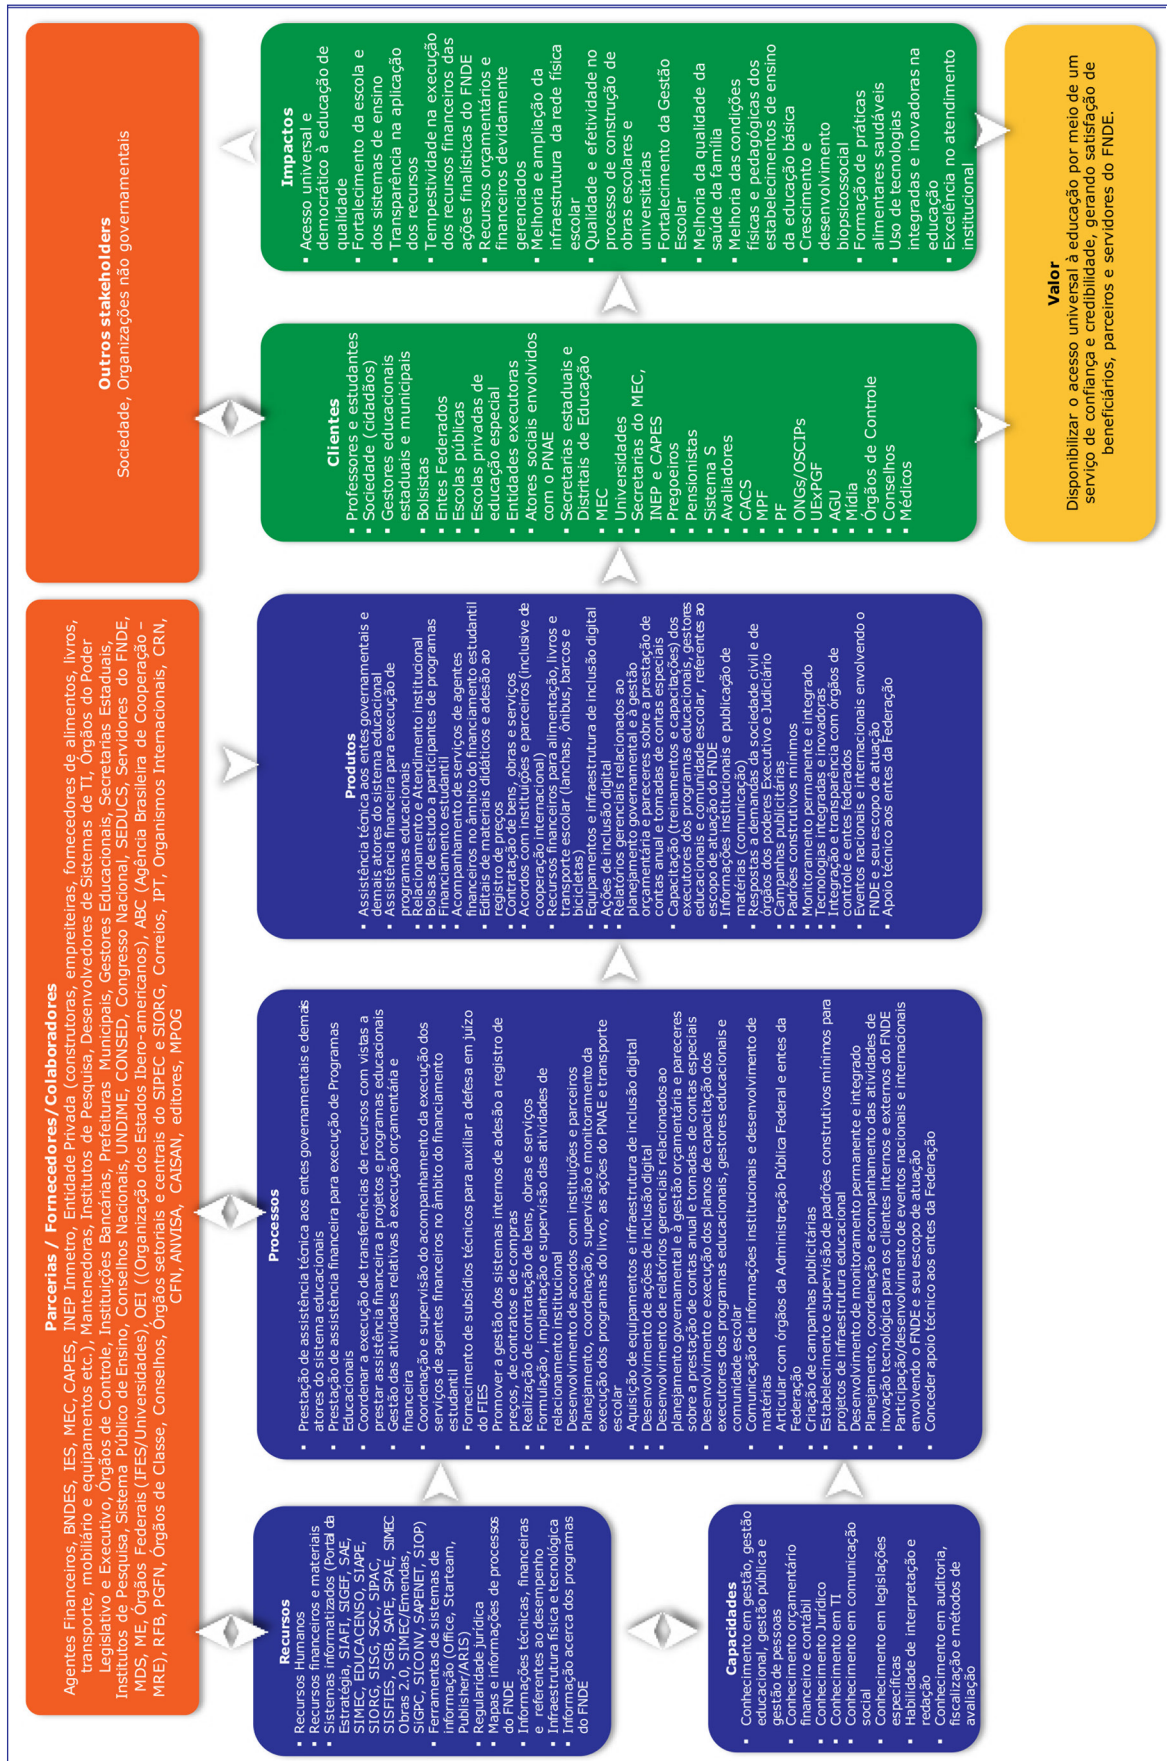 Parcerias / Fornecedores/Colaboradores
Agentes Financeiros, BNDES, IES, MEC, CAPES, INEP Inmetro, Entidade Privada (construtoras, empreiteiras, fornecedores de alimentos, livros,
transporte, mobiliário e equipamentos etc.), Mantenedoras, Institutos de Pesquisa, Desenvolvedores de Sistemas de TI, Órgãos do Poder
Legislativo e Executivo, Órgãos de Controle, Instituições Bancárias, Prefeituras Municipais, Gestores Educacionais, Secretarias Estaduais,
Institutos de Pesquisa, Sistema Público de Ensino, Conselhos Nacionais, UNDIME, CONSED, Congresso Nacional, SEDUCS, Servidores do FNDE,
MDS, ME, Órgãos Federais (IFES/Universidades), OEI ((Organização dos Estados Ibero-americanos), ABC (Agência Brasileira de Cooperação –
MRE), RFB, PGFN, Órgãos de Classe, Conselhos, Órgãos setoriais e centrais do SIPEC e SIORG, Correios, IPT, Organismos Internacionais, CRN,
CFN, ANVISA, CAISAN, editores, MPOG
Outros stakeholders
Sociedade, Organizações não governamentais
Recursos
▪ Recursos Humanos
▪ Recursos financeiros e materiais
▪ Sistemas informatizados (Portal da
Estratégia, SIAFI, SIGEF, SAE,
SIMEC, EDUCACENSO, SIAPE,
SIORG, SISG, SGC, SIPAC,
SISFIES, SGB, SAPE, SPAE, SIMEC
Obras 2.0, SIMEC/Emendas,
SiGPC, SICONV, SAPENET, SIOP)
▪ Ferramentas de sistemas de
informação (Office, Starteam,
Publisher/ARIS)
▪ Regularidade jurídica
▪ Mapas e informações de processos
do FNDE
▪ Informações técnicas, financeiras
e referentes ao desempenho
▪ Infraestrutura física e tecnológica
▪ Informação acerca dos programas
do FNDE
Capacidades
▪ Conhecimento em gestão, gestão
educacional, gestão pública e
gestão de pessoas
▪ Conhecimento orçamentário
financeiro e contábil
▪ Conhecimento Jurídico
▪ Conhecimento em TI
▪ Conhecimento em comunicação
social
▪ Conhecimento em legislações
específicas
▪ Habilidade de interpretação e
redação
▪ Conhecimento em auditoria,
fiscalização e métodos de
avaliação
Processos
▪ Prestação de assistência técnica aos entes governamentais e demais
atores do sistema educacionais
▪ Prestação de assistência financeira para execução de Programas
Educacionais
▪ Coordenar a execução de transferências de recursos com vistas a
prestar assistência financeira a projetos e programas educacionais
▪ Gestão das atividades relativas à execução orçamentária e
financeira
▪ Coordenação e supervisão do acompanhamento da execução dos
serviços de agentes financeiros no âmbito do financiamento
estudantil
▪ Fornecimento de subsídios técnicos para auxiliar a defesa em juízo
do FIES
▪ Promover a gestão dos sistemas internos de adesão a registro de
preços, de contratos e de compras
▪ Realização de contratação de bens, obras e serviços
▪ Formulação , implantação e supervisão das atividades de
relacionamento institucional
▪ Desenvolvimento de acordos com instituições e parceiros
▪ Planejamento, coordenação, supervisão e monitoramento da
execução dos programas do livro, as ações do PNAE e transporte
escolar
▪ Aquisição de equipamentos e infraestrutura de inclusão digital
▪ Desenvolvimento de ações de inclusão digital
▪ Desenvolvimento de relatórios gerenciais relacionados ao
planejamento governamental e à gestão orçamentária e pareceres
sobre a prestação de contas anual e tomadas de contas especiais
▪ Desenvolvimento e execução dos planos de capacitação dos
executores dos programas educacionais, gestores educacionais e
comunidade escolar
▪ Comunicação de informações institucionais e desenvolvimento de
matérias
▪ Articular com órgãos da Administração Pública Federal e entes da
Federação
▪ Criação de campanhas publicitárias
▪ Estabelecimento e supervisão de padrões construtivos mínimos para
projetos de infraestrutura educacional
▪ Desenvolvimento de monitoramento permanente e integrado
▪ Planejamento, coordenação e acompanhamento das atividades de
inovação tecnológica para os clientes internos e externos do FNDE
▪ Participação/desenvolvimento de eventos nacionais e internacionais
envolvendo o FNDE e seu escopo de atuação
▪ Conceder apoio técnico aos entes da Federação
Produtos
▪ Assistência técnica aos entes governamentais e
demais atores do sistema educacional
▪ Assistência financeira para execução de
programas educacionais
▪ Relacionamento e Atendimento institucional
▪ Bolsas de estudo a participantes de programas
▪ Financiamento estudantil
▪ Acompanhamento de serviços de agentes
financeiros no âmbito do financiamento estudantil
▪ Editais de materiais didáticos e adesão ao
registro de preços
▪ Contratação de bens, obras e serviços
▪ Acordos com instituições e parceiros (inclusive de
cooperação internacional)
▪ Recursos financeiros para alimentação, livros e
transporte escolar (lanchas, ônibus, barcos e
bicicletas)
▪ Equipamentos e infraestrutura de inclusão digital
▪ Ações de inclusão digital
▪ Relatórios gerenciais relacionados ao
planejamento governamental e à gestão
orçamentária e pareceres sobre a prestação de
contas anual e tomadas de contas especiais
▪ Capacitação (treinamentos e capacitações) dos
executores dos programas educacionais, gestores
educacionais e comunidade escolar, referentes ao
escopo de atuação do FNDE
▪ Informações institucionais e publicação de
matérias (comunicação)
▪ Respostas a demandas da sociedade civil e de
órgãos dos poderes Executivo e Judiciário
▪ Campanhas publicitárias
▪ Padrões construtivos mínimos
▪ Monitoramento permanente e integrado
▪ Tecnologias integradas e inovadoras
▪ Integração e transparência com órgãos de
controle e entes federados
▪ Eventos nacionais e internacionais envolvendo o
FNDE e seu escopo de atuação
▪ Apoio técnico aos entes da Federação
Clientes
▪ Professores e estudantes
▪ Sociedade (cidadãos)
▪ Gestores educacionais
estaduais e municipais
▪ Bolsistas
▪ Entes Federados
▪ Escolas públicas
▪ Escolas privadas de
educação especial
▪ Entidades executoras
▪ Atores sociais envolvidos
com o PNAE
▪ Secretarias estaduais e
Distritais de Educação
▪ MEC
▪ Universidades
▪ Secretarias do MEC,
INEP e CAPES
▪ Pregoeiros
▪ Pensionistas
▪ Sistema S
▪ Avaliadores
▪ CACS
▪ MPF
▪ PF
▪ ONGs/OSCIPs
▪ UExPGF
▪ AGU
▪ Mídia
▪ Órgãos de Controle
▪ Conselhos
▪ Médicos
Impactos
▪ Acesso universal e
democrático à educação de
qualidade
▪ Fortalecimento da escola e
dos sistemas de ensino
▪ Transparência na aplicação
dos recursos
▪ Tempestividade na execução
dos recursos financeiros das
ações finalísticas do FNDE
▪ Recursos orçamentários e
financeiros devidamente
gerenciados
▪ Melhoria e ampliação da
infraestrutura da rede física
escolar
▪ Qualidade e efetividade no
processo de construção de
obras escolares e
universitárias
▪ Fortalecimento da Gestão
Escolar
▪ Melhoria da qualidade da
saúde da família
▪ Melhoria das condições
físicas e pedagógicas dos
estabelecimentos de ensino
da educação básica
▪ Crescimento e
desenvolvimento
biopsicossocial
▪ Formação de práticas
alimentares saudáveis
▪ Uso de tecnologias
integradas e inovadoras na
educação
▪ Excelência no atendimento
institucional
Valor
Disponibilizar o acesso universal à educação por meio de um
serviço de confiança e credibilidade, gerando satisfação de
beneficiários, parceiros e servidores do FNDE.